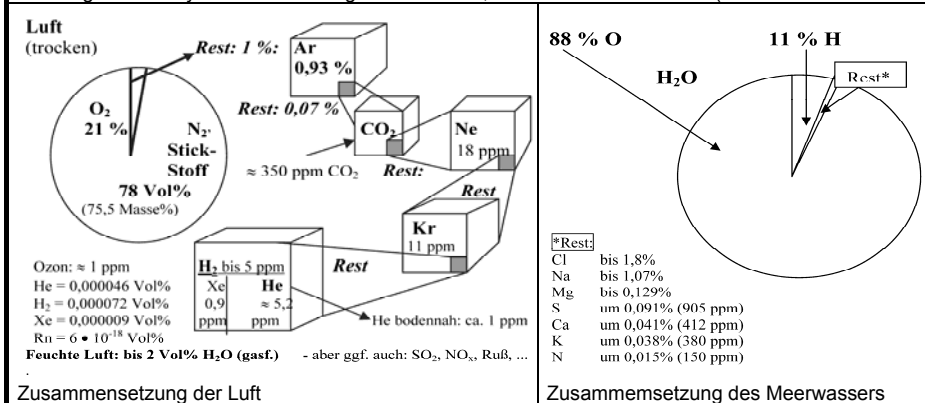 Luft
(trocken)
Rest: 1 %:
Ar
0,93 %
O₂
21 %
N₂,
Stick-
Stoff
78 Vol%
(75,5 Masse%)
Rest: 0,07 %
CO₂
≈ 350 ppm CO₂
Rest:
Ne
18 ppm
Rest
Kr
11 ppm
Rest
H₂ bis 5 ppm
Xe He
0,9 ≈ 5,2
ppm ppm
He bodennah: ca. 1 ppm
Ozon: ≈ 1 ppm
He = 0,000046 Vol%
H₂ = 0,000072 Vol%
Xe = 0,000009 Vol%
Rn = 6 • 10⁻¹⁸ Vol%
Feuchte Luft: bis 2 Vol% H₂O (gasf.) - aber ggf. auch: SO₂, NOₓ, Ruß, ...
.
Zusammensetzung der Luft
88 % O
11 % H
H₂O
Rest*
*Rest:
Cl bis 1,8%
Na bis 1,07%
Mg bis 0,129%
S um 0,091% (905 ppm)
Ca um 0,041% (412 ppm)
K um 0,038% (380 ppm)
N um 0,015% (150 ppm)
Zusammemsetzung des Meerwassers